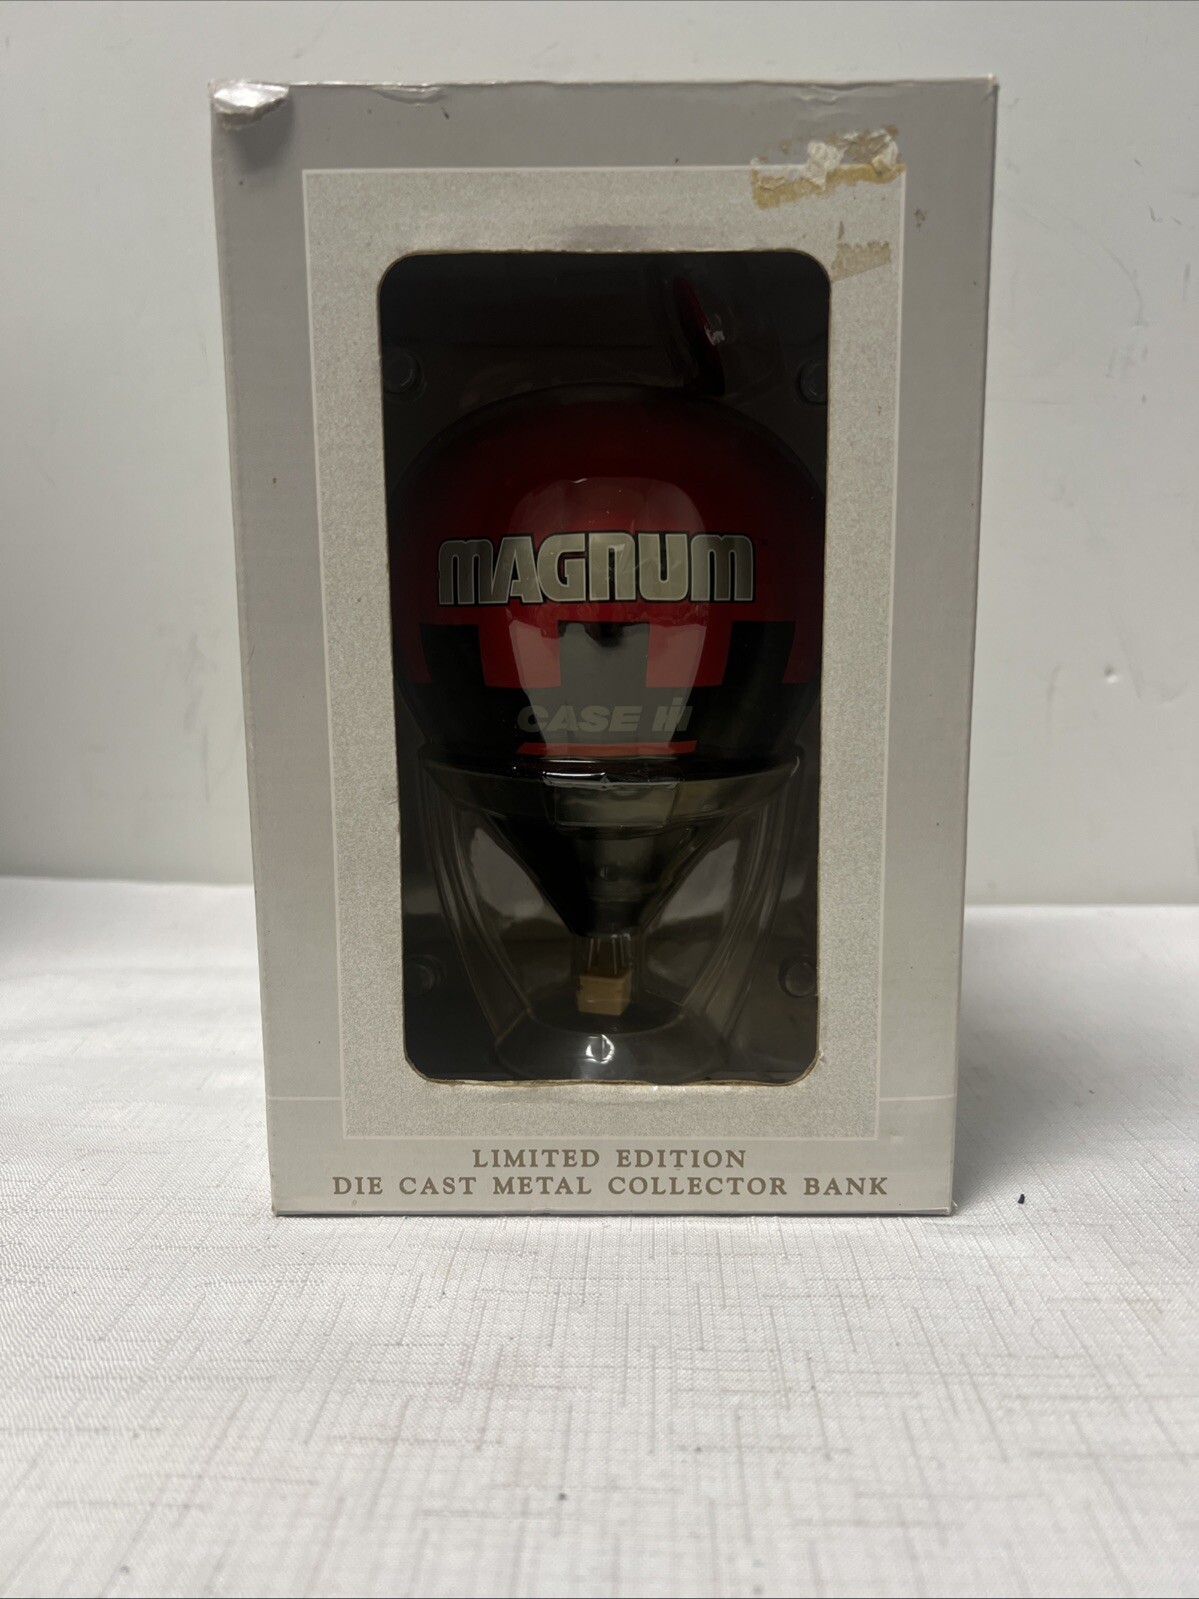 MAGNUM
CASE IH
LIMITED EDITION
DIE CAST METAL COLLECTOR BANK